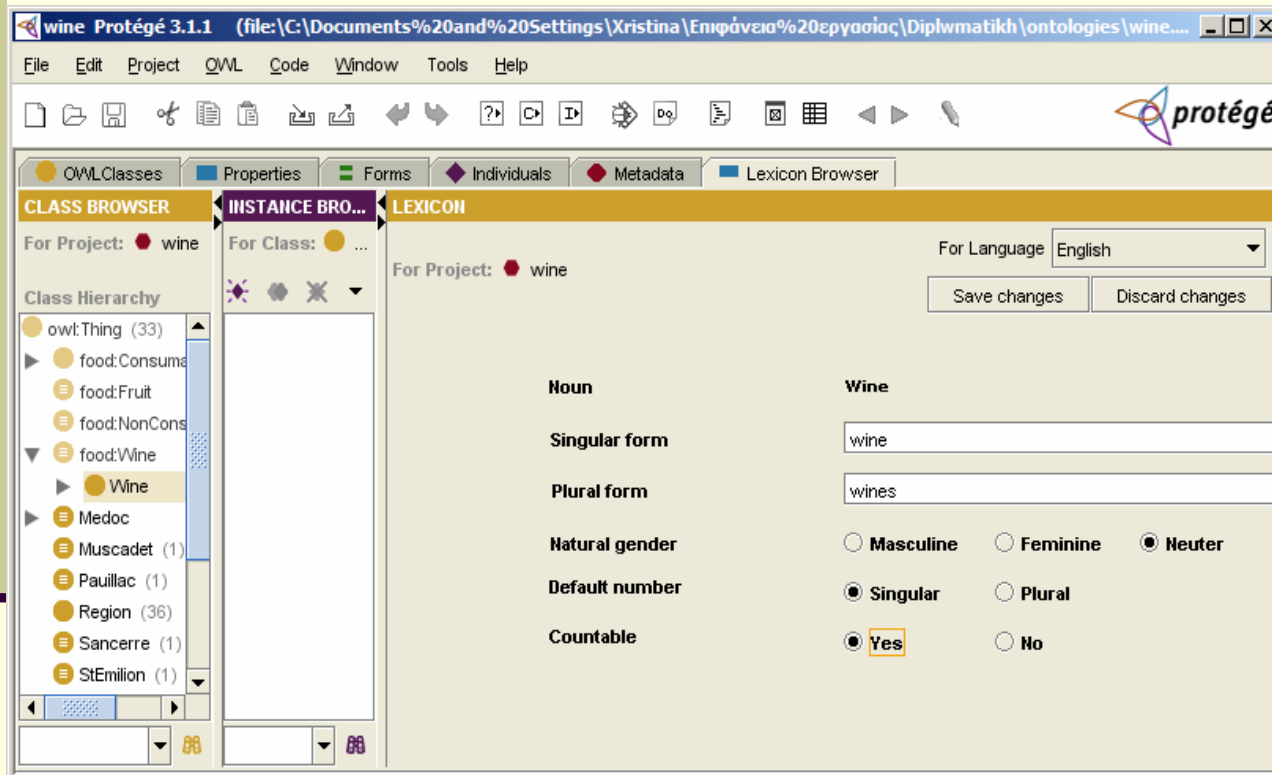 wine Protégé 3.1.1 (file:\C:\Documents%20and%20Settings\Xristina\Επιφάνεια%20εργασίας\Diplwmatikh\ontologies\wine....
File Edit Project OWL Code Window Tools Help
protégé
OWLClasses Properties Forms Individuals Metadata Lexicon Browser
CLASS BROWSER
For Project: wine
Class Hierarchy
owl:Thing (33)
food:Consuma
food:Fruit
food:NonCons
food:Wine
Wine
Medoc
Muscadet (1)
Pauillac (1)
Region (36)
Sancerre (1)
StEmilion (1)
INSTANCE BRO...
For Class: ...
LEXICON
For Project: wine
For Language English
Save changes Discard changes
Noun Wine
Singular form wine
Plural form wines
Natural gender Masculine Feminine Neuter
Default number Singular Plural
Countable Yes No